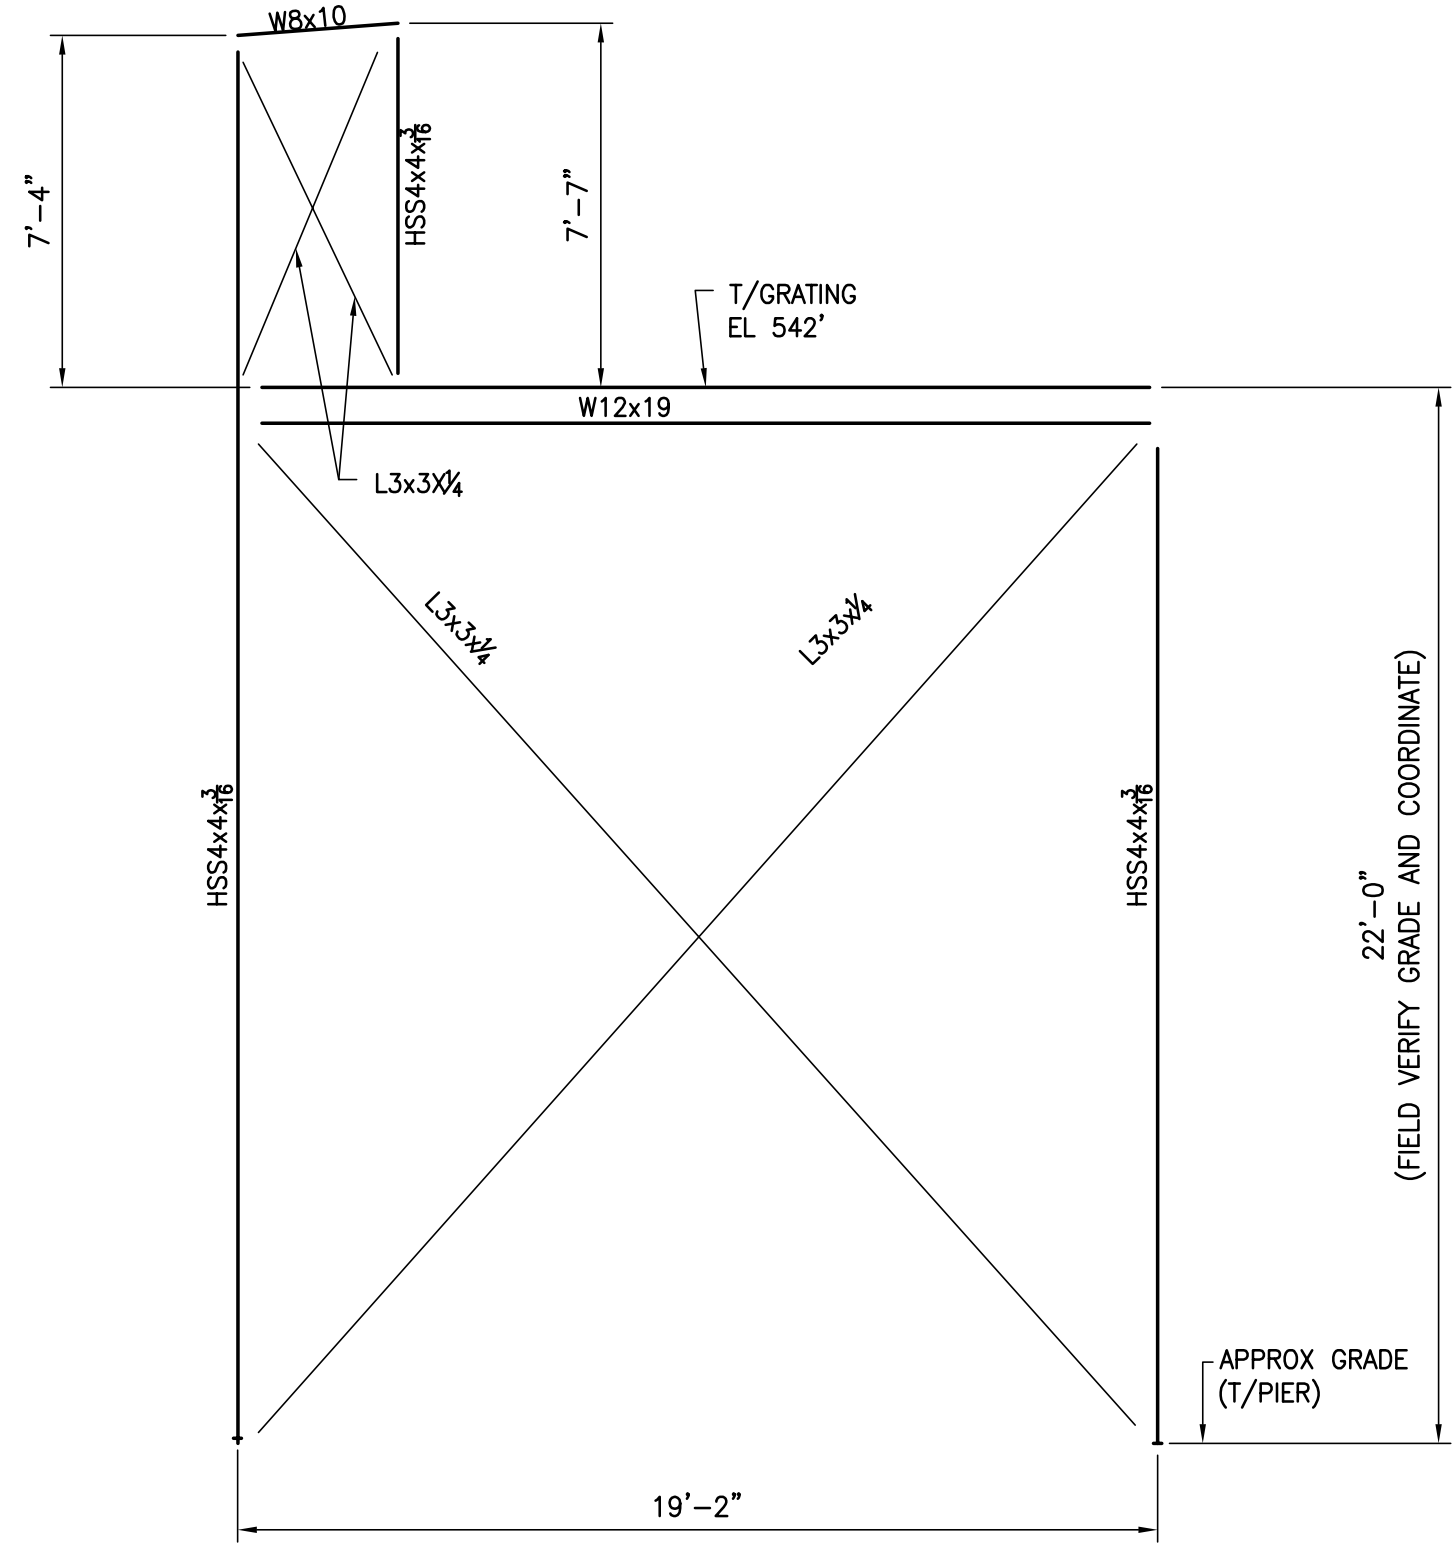 W8x10
7'-4"
HSS4x4x3/16
7'-7"
T/GRATING
EL 542'
W12x19
L3x3X1/4
L3x3x1/4
L3x3x1/4
HSS4x4x3/16
HSS4x4x3/16
22'-0"
(FIELD VERIFY GRADE AND COORDINATE)
APPROX GRADE
(T/PIER)
19'-2"